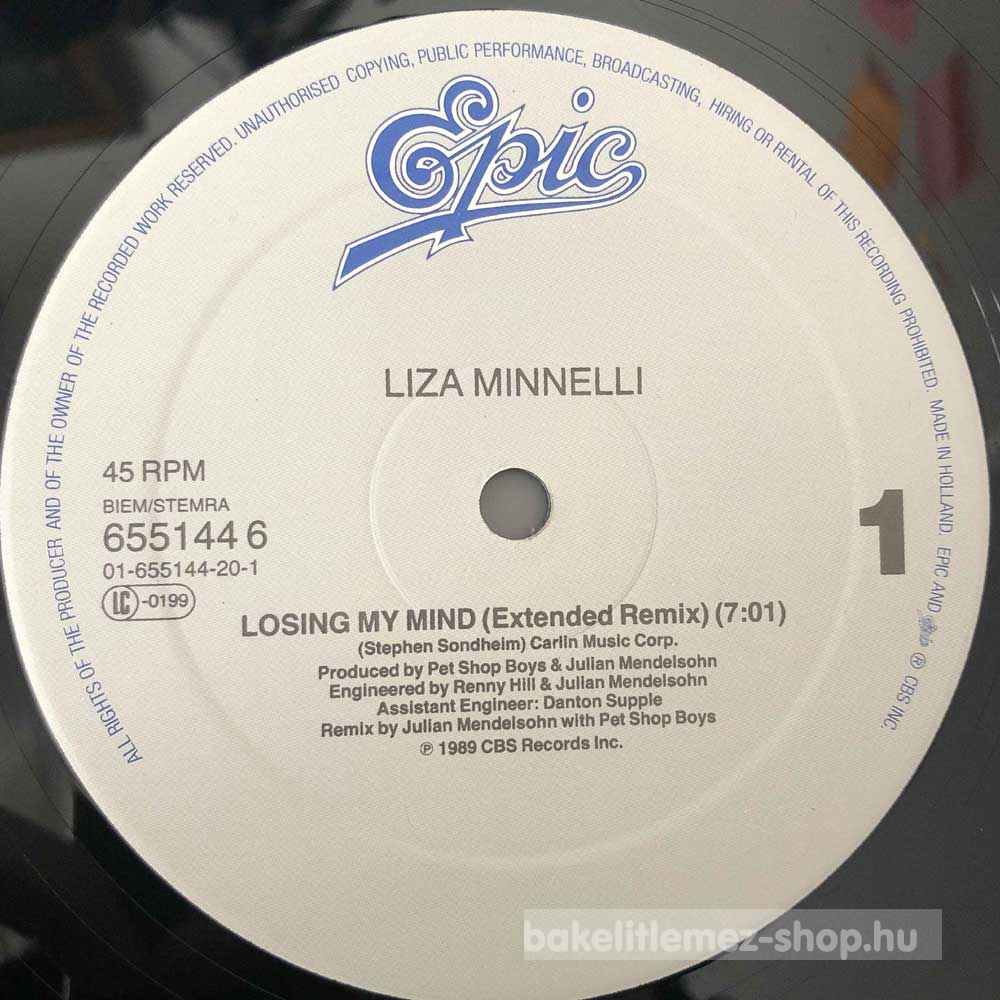 ALL RIGHTS OF THE PRODUCER AND OF THE OWNER OF THE RECORDED WORK RESERVED. UNAUTHORISED COPYING, PUBLIC PERFORMANCE, BROADCASTING, HIRING OR RENTAL OF THIS RECORDING PROHIBITED. MADE IN HOLLAND. EPIC AND Epic ® CBS INC
Epic
LIZA MINNELLI
45 RPM
BIEM/STEMRA
655144 6
01-655144-20-1
LC-0199
1
LOSING MY MIND (Extended Remix) (7:01)
(Stephen Sondheim) Carlin Music Corp.
Produced by Pet Shop Boys & Julian Mendelsohn
Engineered by Renny Hill & Julian Mendelsohn
Assistant Engineer: Danton Supple
Remix by Julian Mendelsohn with Pet Shop Boys
℗ 1989 CBS Records Inc.
bakelitlemez-shop.hu